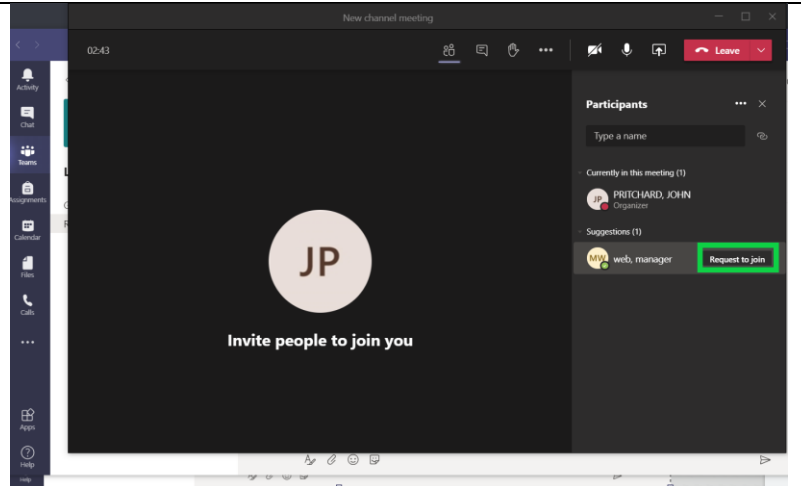 New channel meeting
02:43
Leave
Activity
Chat
Teams
Assignments
Calendar
Files
Calls
Apps
Help
Help
JP
Invite people to join you
Participants
Type a name
Currently in this meeting (1)
JP
PRITCHARD, JOHN
Organizer
Suggestions (1)
MW
web, manager
Request to join